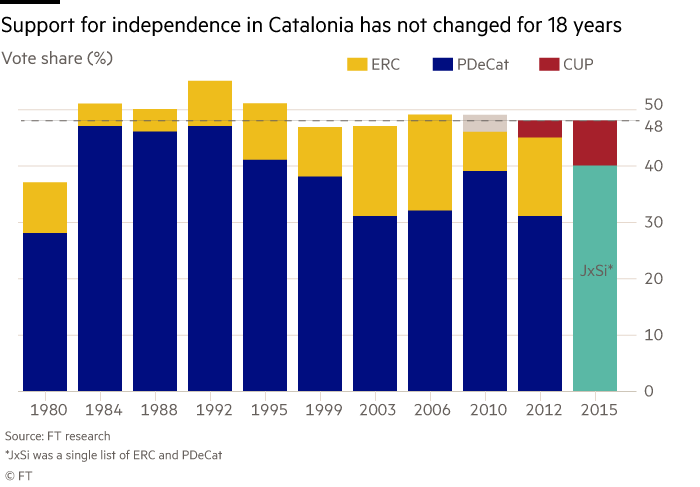 Support for independence in Catalonia has not changed for 18 years
Vote share (%)
ERC PDeCat CUP
50
48
40
30
20
JxSi*
10
0
1980 1984 1988 1992 1995 1999 2003 2006 2010 2012 2015
Source: FT research
*JxSi was a single list of ERC and PDeCat
© FT